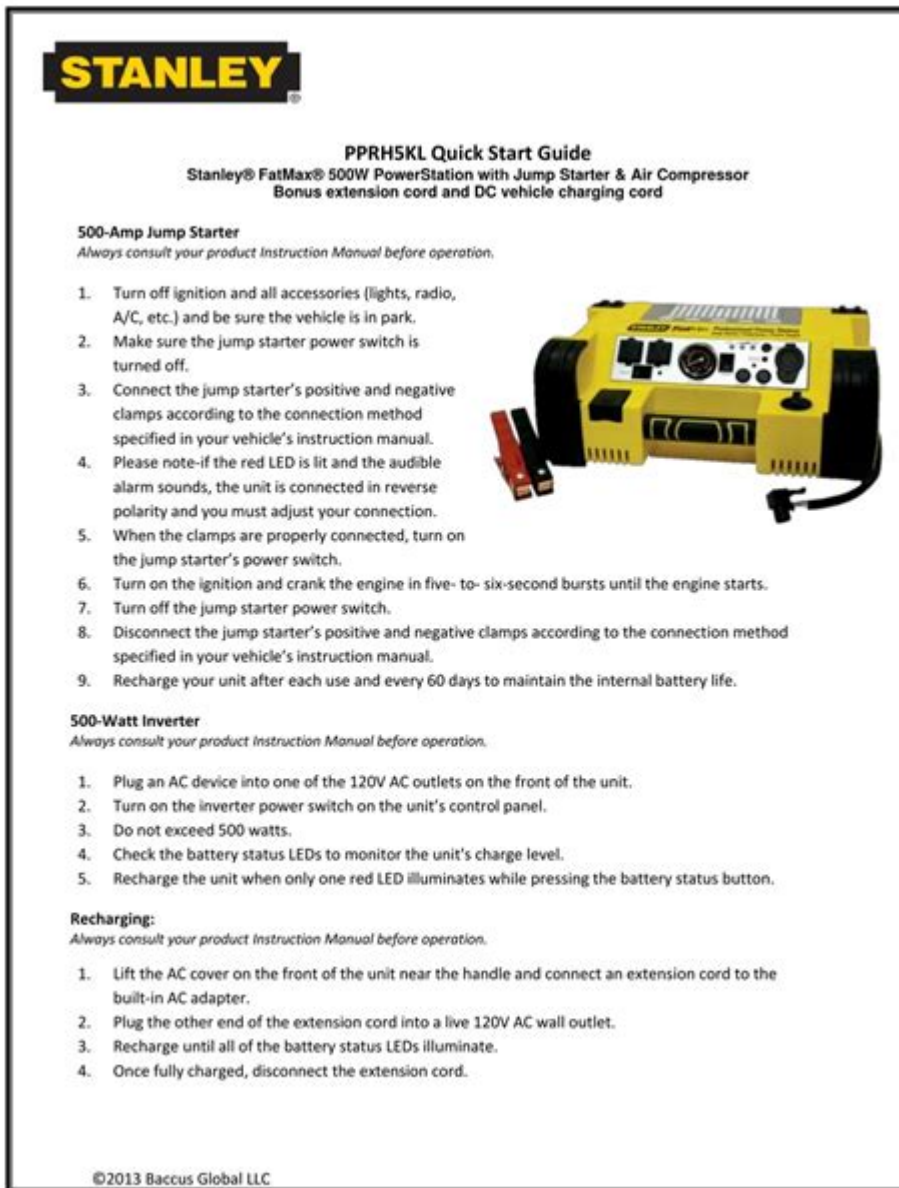 STANLEY®
PPRH5KL Quick Start Guide
Stanley® FatMax® 500W PowerStation with Jump Starter & Air Compressor
Bonus extension cord and DC vehicle charging cord
500-Amp Jump Starter
Always consult your product Instruction Manual before operation.
1. Turn off ignition and all accessories (lights, radio,
A/C, etc.) and be sure the vehicle is in park.
2. Make sure the jump starter power switch is
turned off.
3. Connect the jump starter's positive and negative
clamps according to the connection method
specified in your vehicle's instruction manual.
4. Please note-if the red LED is lit and the audible
alarm sounds, the unit is connected in reverse
polarity and you must adjust your connection.
5. When the clamps are properly connected, turn on
the jump starter's power switch.
6. Turn on the ignition and crank the engine in five- to- six-second bursts until the engine starts.
7. Turn off the jump starter power switch.
8. Disconnect the jump starter's positive and negative clamps according to the connection method
specified in your vehicle's instruction manual.
9. Recharge your unit after each use and every 60 days to maintain the internal battery life.
500-Watt Inverter
Always consult your product Instruction Manual before operation.
1. Plug an AC device into one of the 120V AC outlets on the front of the unit.
2. Turn on the inverter power switch on the unit's control panel.
3. Do not exceed 500 watts.
4. Check the battery status LEDs to monitor the unit's charge level.
5. Recharge the unit when only one red LED illuminates while pressing the battery status button.
Recharging:
Always consult your product Instruction Manual before operation.
1. Lift the AC cover on the front of the unit near the handle and connect an extension cord to the
built-in AC adapter.
2. Plug the other end of the extension cord into a live 120V AC wall outlet.
3. Recharge until all of the battery status LEDs illuminate.
4. Once fully charged, disconnect the extension cord.
©2013 Baccus Global LLC